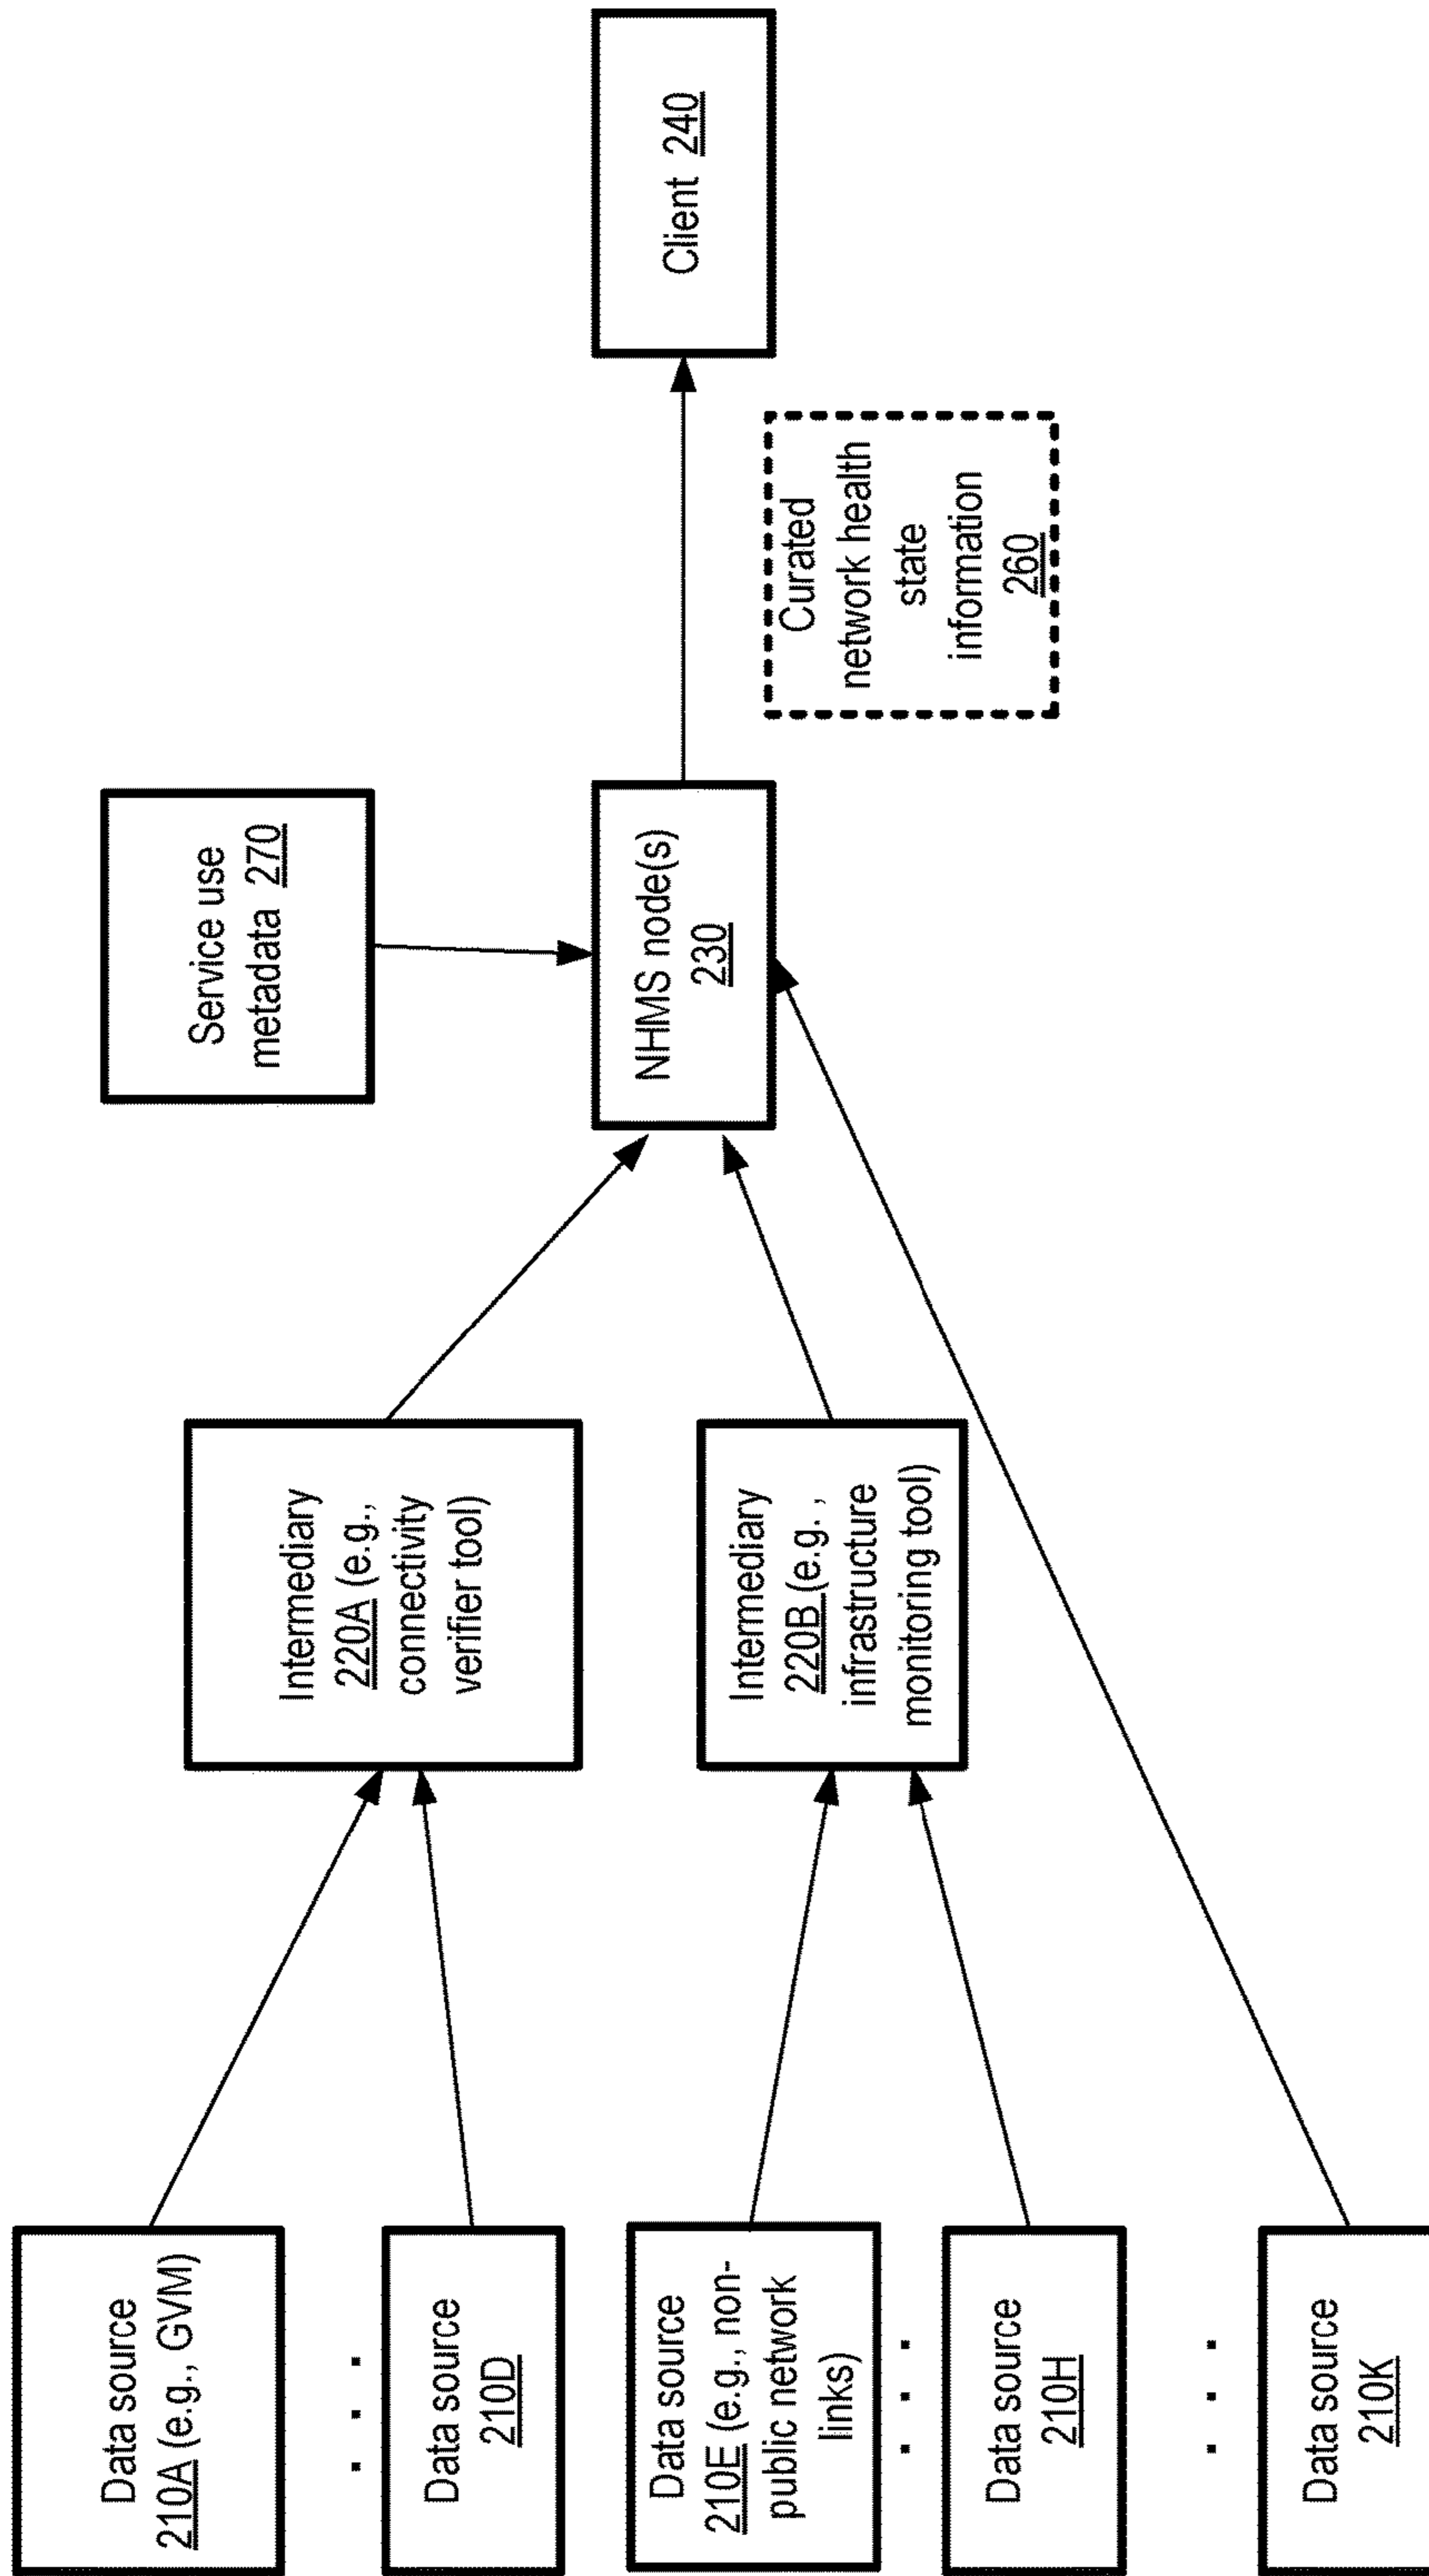 Data source
210A (e.g., GVM)
. . .
Data source
210D
Data source
210E (e.g., non-
public network
links)
. . .
Data source
210H
. . .
Data source
210K
Intermediary
220A (e.g.,
connectivity
verifier tool)
Intermediary
220B (e.g. ,
infrastructure
monitoring tool)
Service use
metadata 270
NHMS node(s)
230
Curated
network health
state
information
260
Client 240